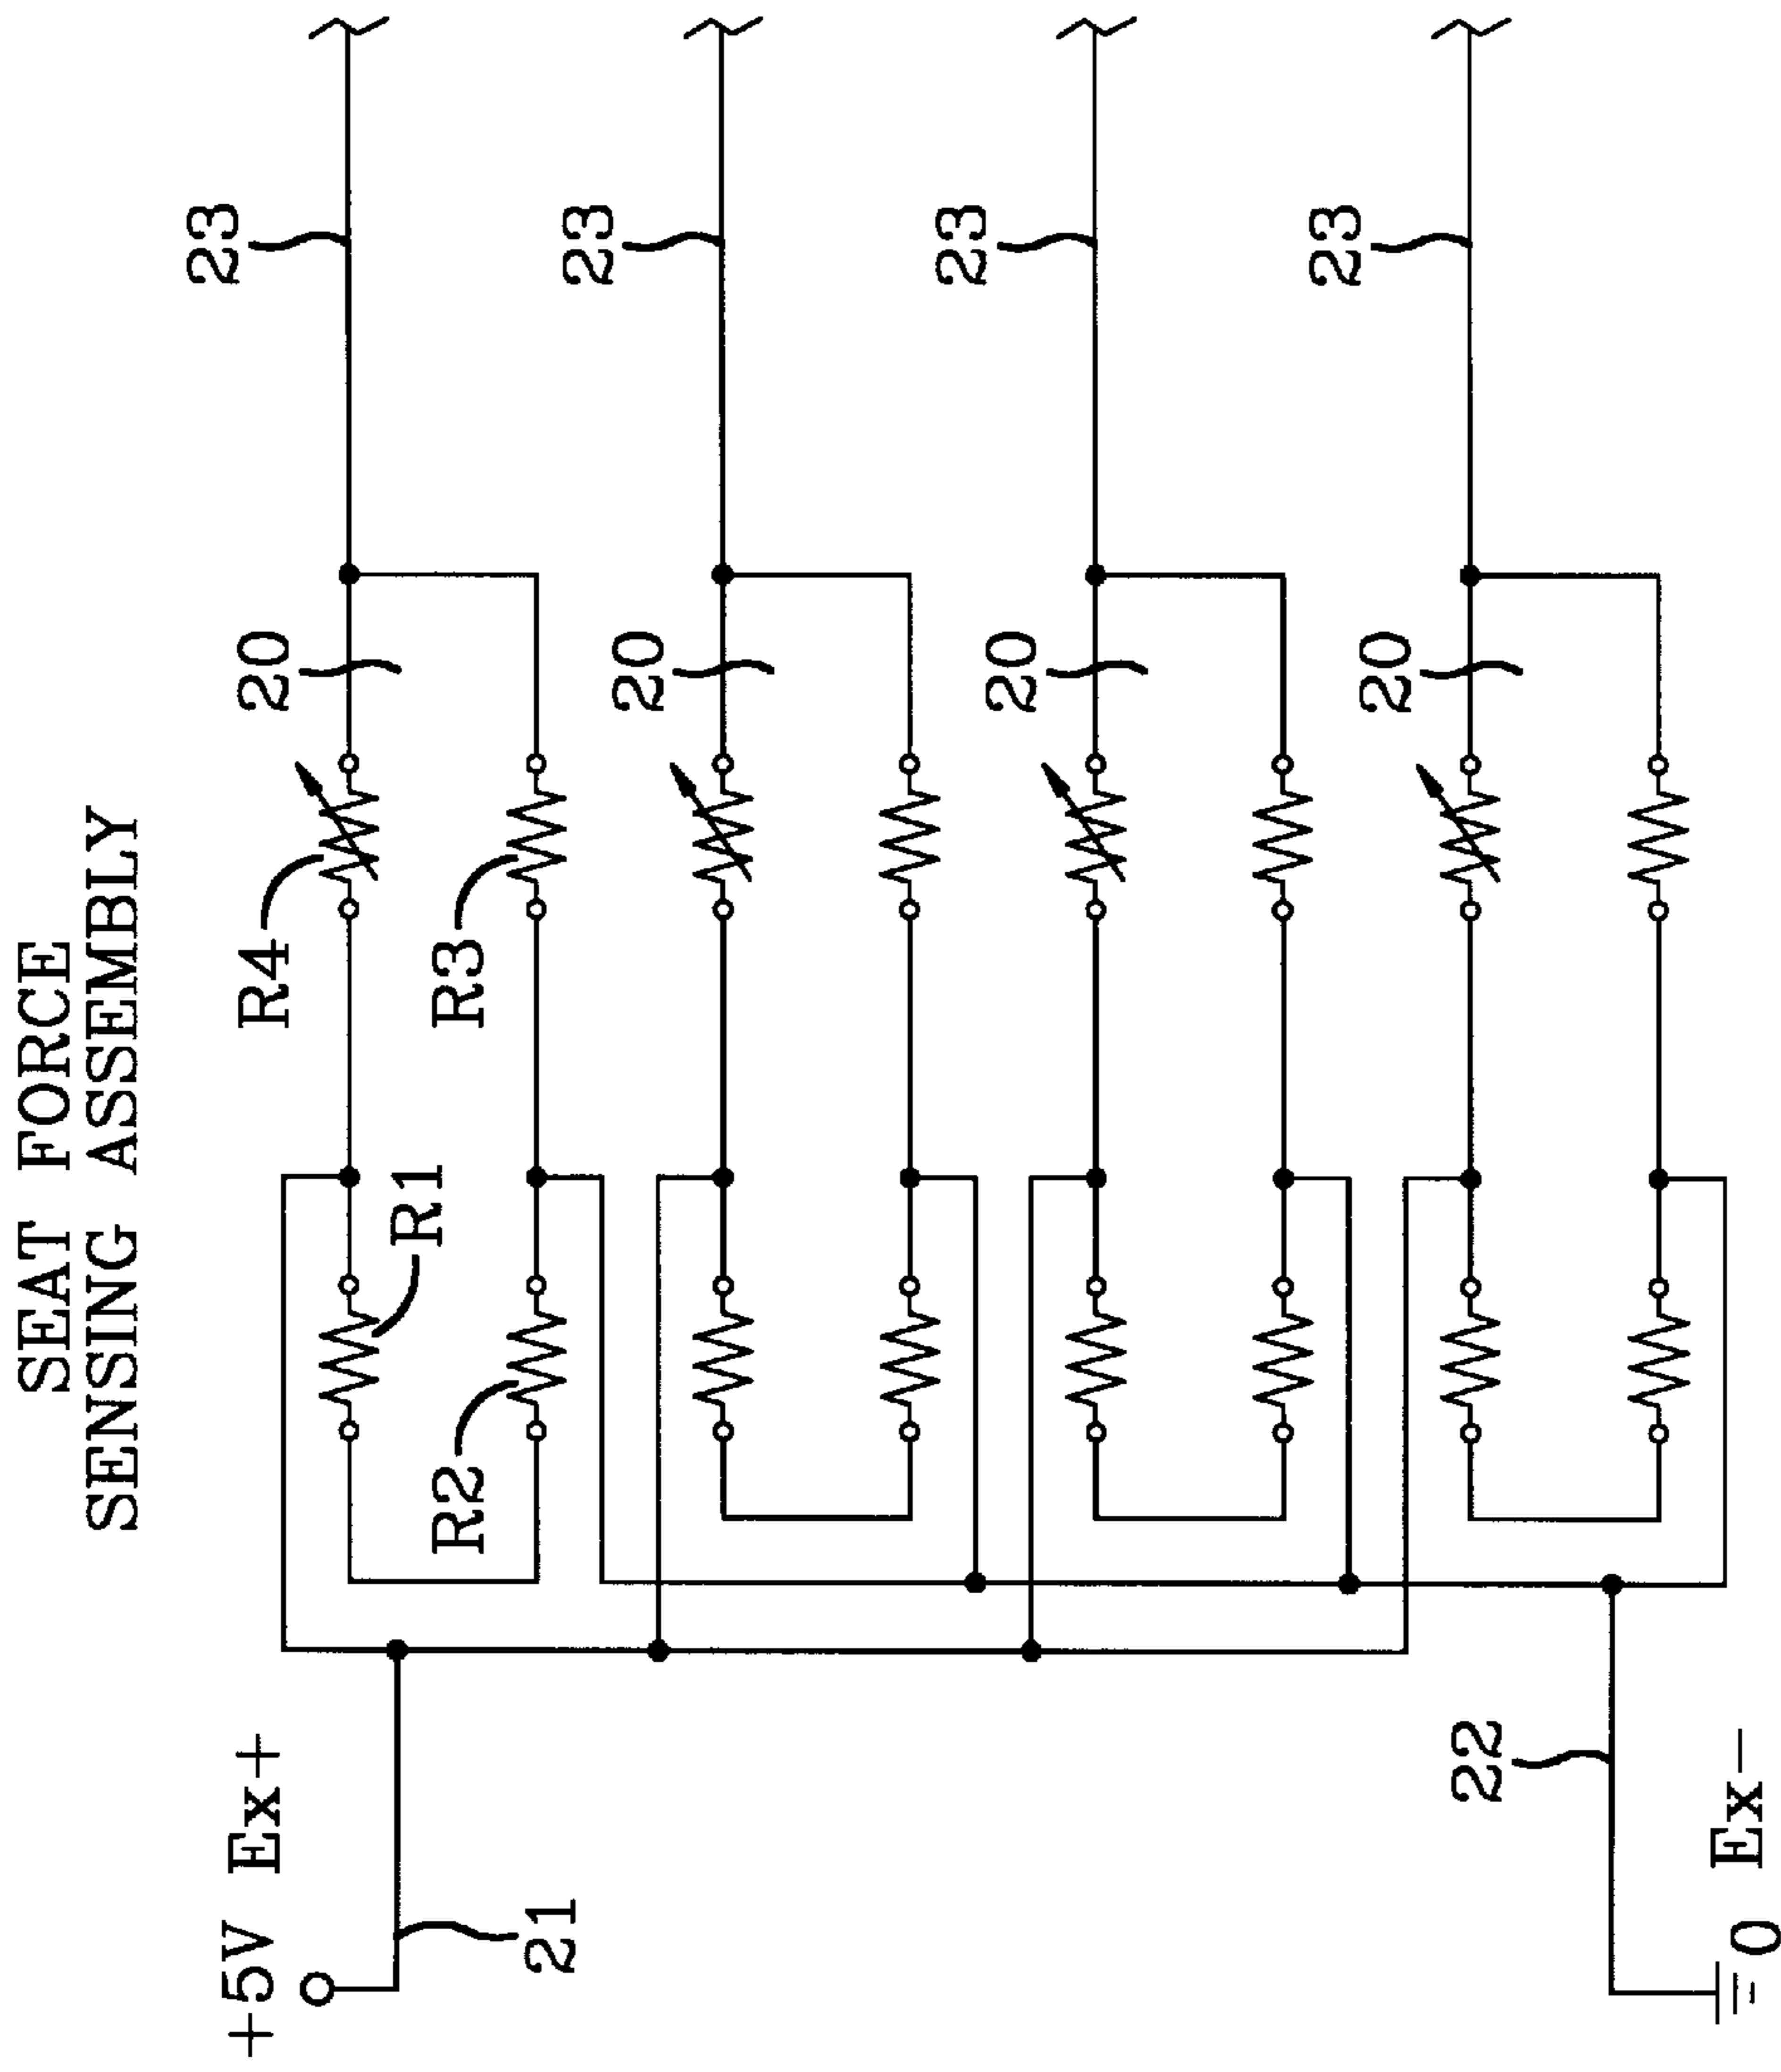 SEAT FORCE
SENSING ASSEMBLY
+5V Ex+
21
R1
R2
R4
R3
20
23
20
23
20
23
20
23
22
0 Ex-